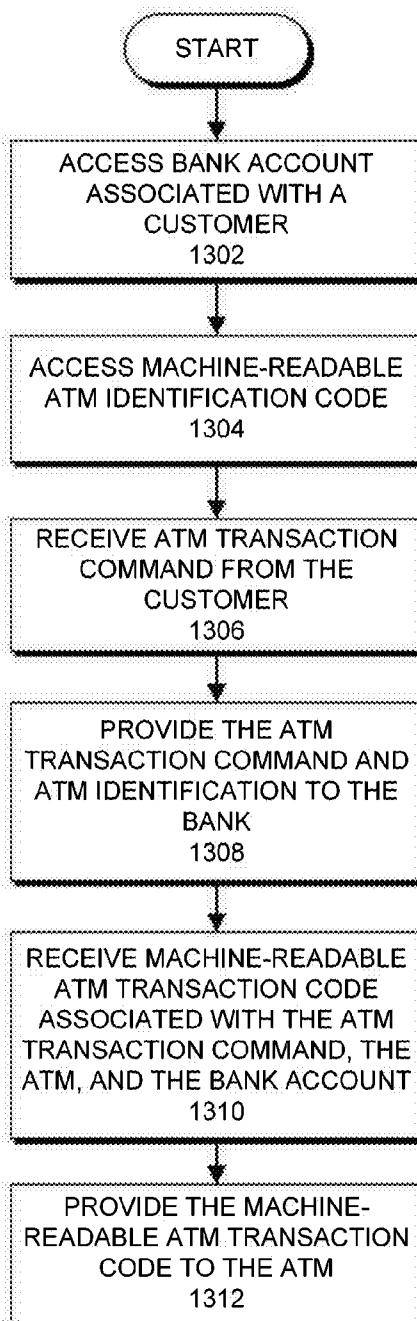 START
ACCESS BANK ACCOUNT
ASSOCIATED WITH A
CUSTOMER
1302
ACCESS MACHINE-READABLE
ATM IDENTIFICATION CODE
1304
RECEIVE ATM TRANSACTION
COMMAND FROM THE
CUSTOMER
1306
PROVIDE THE ATM
TRANSACTION COMMAND AND
ATM IDENTIFICATION TO THE
BANK
1308
RECEIVE MACHINE-READABLE
ATM TRANSACTION CODE
ASSOCIATED WITH THE ATM
TRANSACTION COMMAND, THE
ATM, AND THE BANK ACCOUNT
1310
PROVIDE THE MACHINE-
READABLE ATM TRANSACTION
CODE TO THE ATM
1312